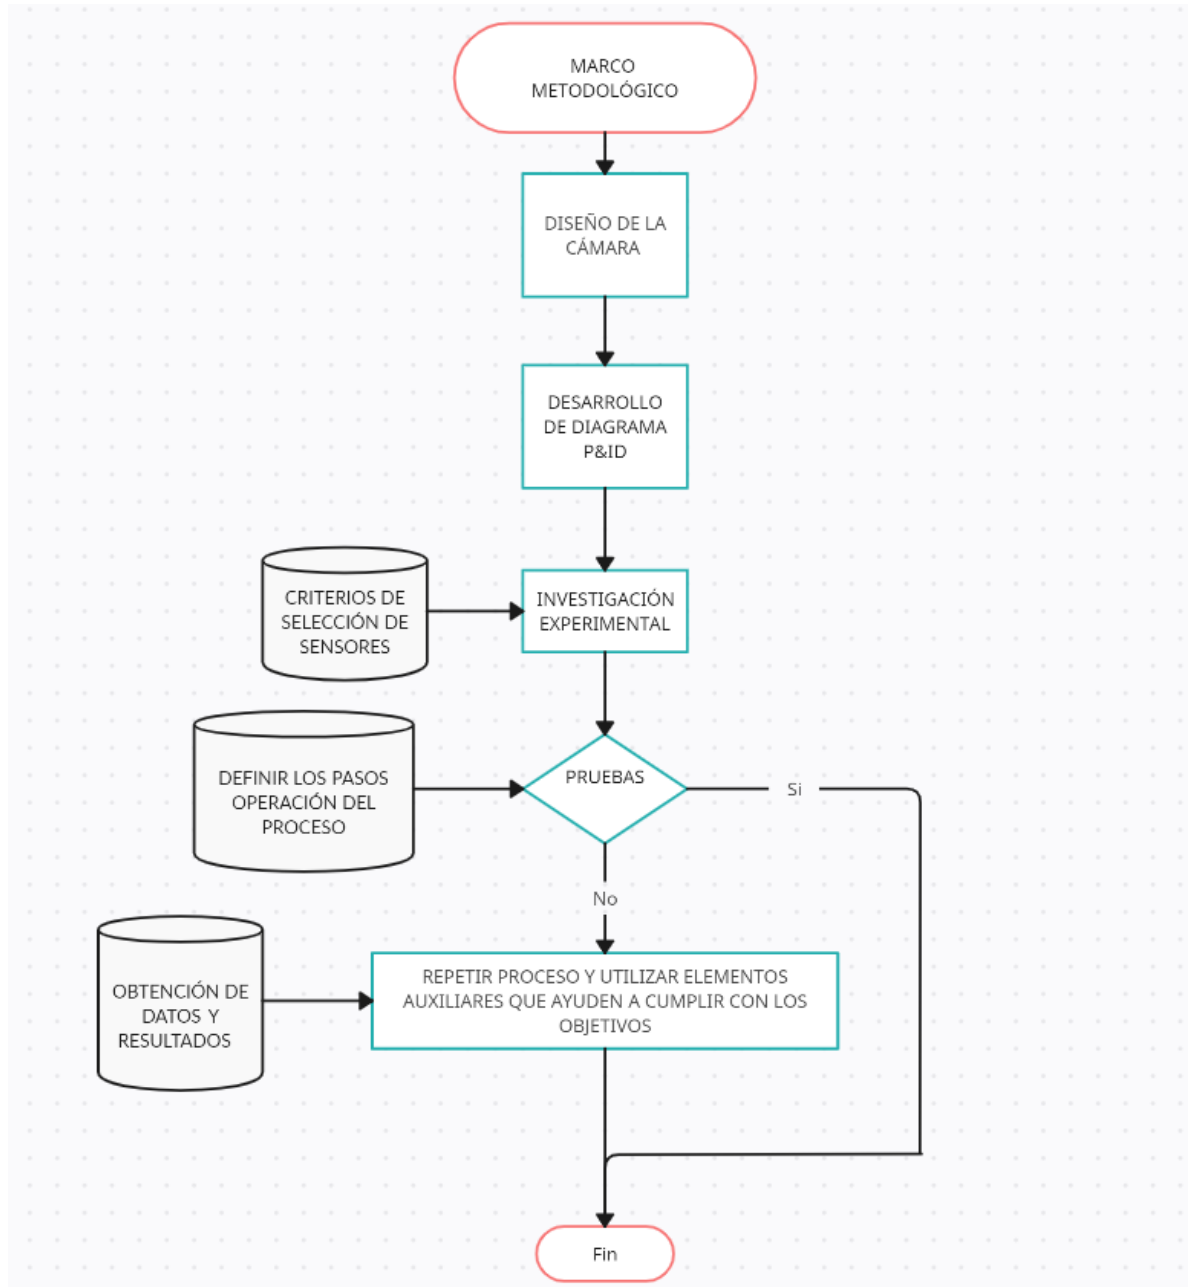 MARCO
METODOLÓGICO
DISEÑO DE LA
CÁMARA
DESARROLLO
DE DIAGRAMA
P&ID
CRITERIOS DE
SELECCIÓN DE
SENSORES
INVESTIGACIÓN
EXPERIMENTAL
DEFINIR LOS PASOS
OPERACIÓN DEL
PROCESO
PRUEBAS
Si
No
OBTENCIÓN DE
DATOS Y
RESULTADOS
REPETIR PROCESO Y UTILIZAR ELEMENTOS
AUXILIARES QUE AYUDEN A CUMPLIR CON LOS
OBJETIVOS
Fin